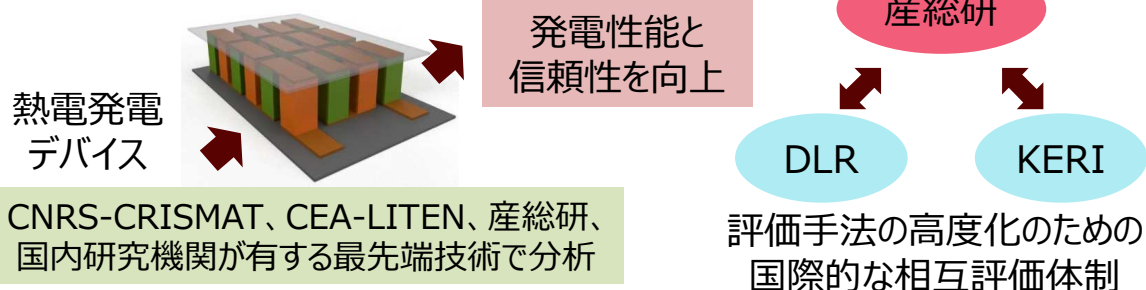 熱電発電
デバイス
発電性能と
信頼性を向上
CNRS-CRISMAT、CEA-LITEN、産総研、
国内研究機関が有する最先端技術で分析
産総研
DLR
KERI
評価手法の高度化のための
国際的な相互評価体制